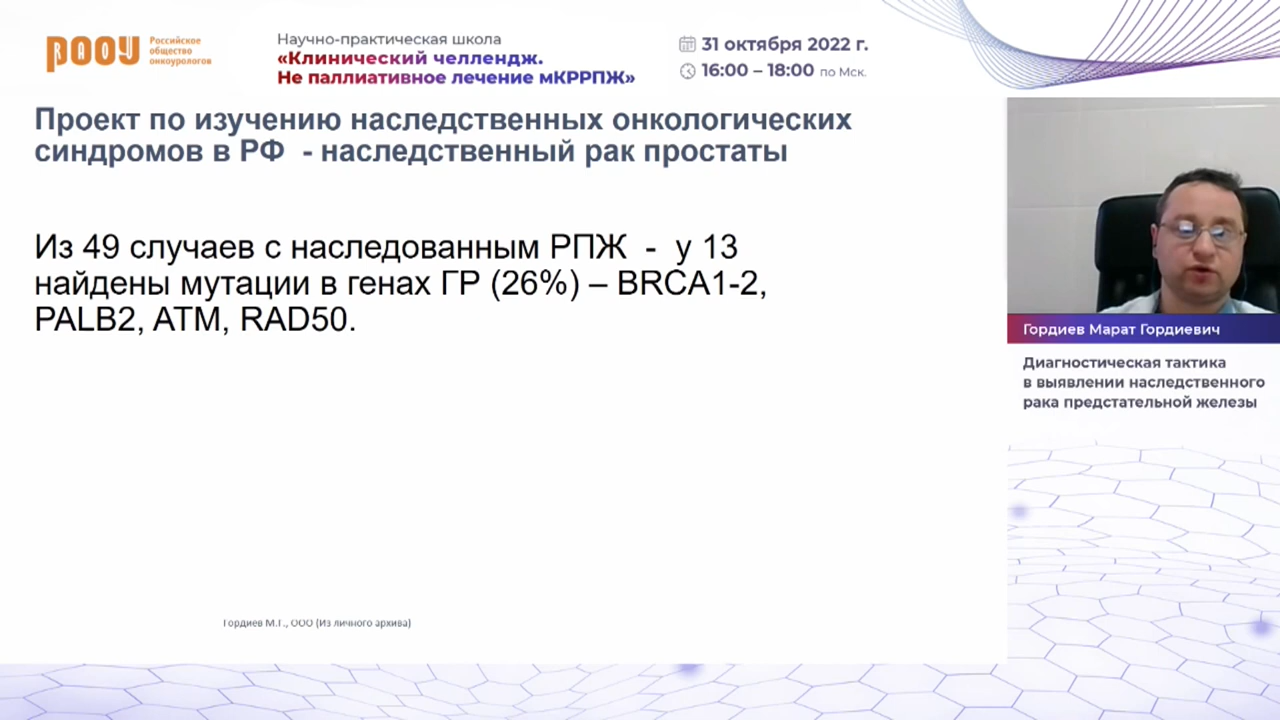 РАОУ
Российское
общество
онкоурологов
Научно-практическая школа
«Клинический челлендж.
Не паллиативное лечение мКРРПЖ»
31 октября 2022 г.
16:00 – 18:00 по Мск.
Проект по изучению наследственных онкологических
синдромов в РФ - наследственный рак простаты
Из 49 случаев с наследованным РПЖ - у 13
найдены мутации в генах ГР (26%) – BRCA1-2,
PALB2, ATM, RAD50.
Гордиев М.Г., ООО (Из личного архива)
Гордиев Марат Гордиевич
Диагностическая тактика
в выявлении наследственного
рака предстательной железы